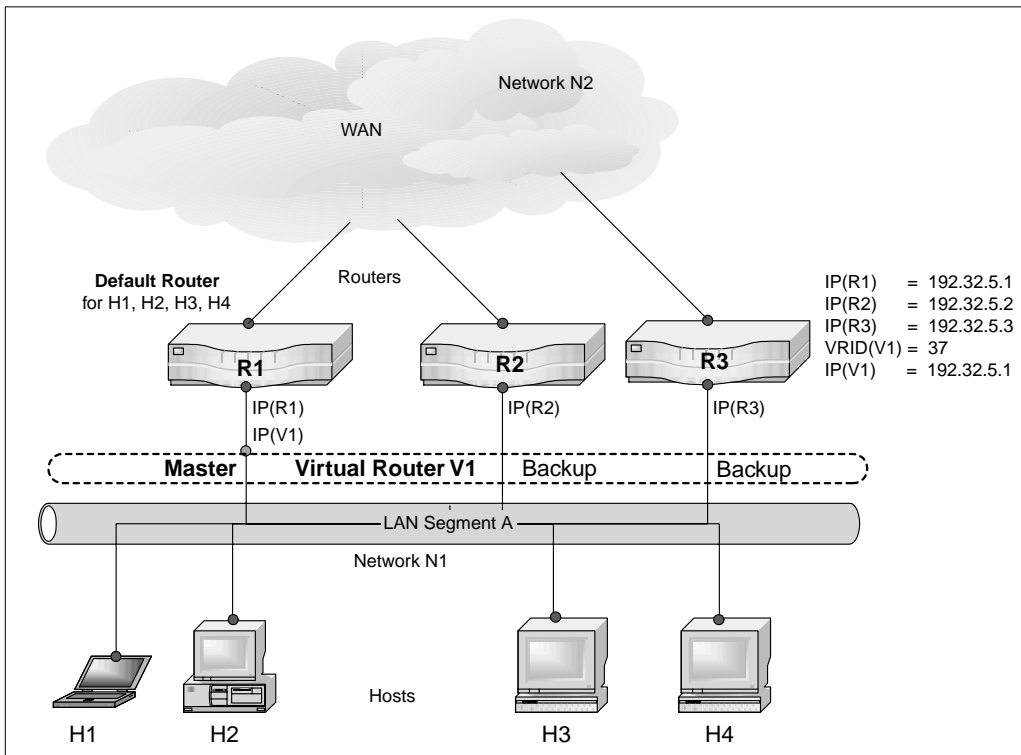 Network N2
WAN
Default Router
for H1, H2, H3, H4
Routers
IP(R1) = 192.32.5.1
IP(R2) = 192.32.5.2
IP(R3) = 192.32.5.3
VRID(V1) = 37
IP(V1) = 192.32.5.1
R1 R2 R3
IP(R1) IP(R2) IP(R3)
IP(V1)
Master Virtual Router V1 Backup Backup
LAN Segment A
Network N1
Hosts
H1 H2 H3 H4